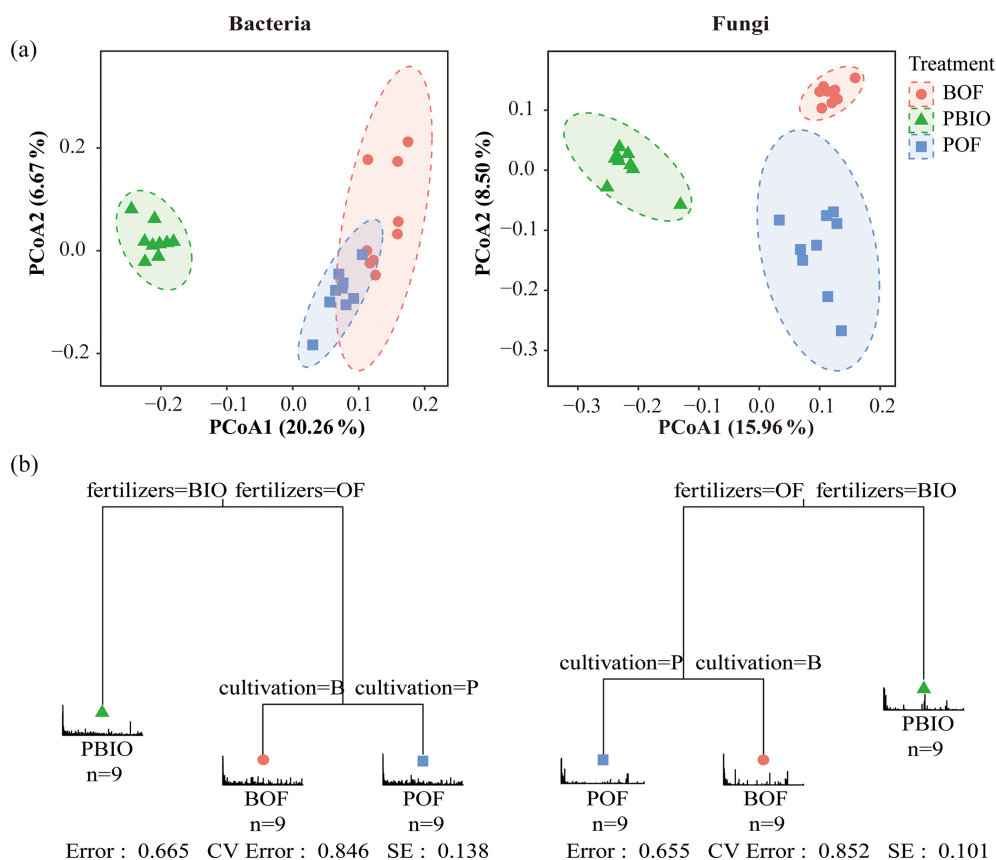 Bacteria
Fungi
(a)
Treatment
BOF
PBIO
POF
PCoA2 (6.67 %)
0.2
0.0
−0.2
−0.2
−0.1
0.0
0.1
0.2
PCoA1 (20.26 %)
PCoA2 (8.50 %)
0.1
0.0
−0.1
−0.2
−0.3
−0.3
−0.2
−0.1
0.0
0.1
0.2
PCoA1 (15.96 %)
(b)
fertilizers=BIO fertilizers=OF
cultivation=B cultivation=P
PBIO
n=9
BOF
n=9
POF
n=9
Error : 0.665 CV Error : 0.846 SE : 0.138
fertilizers=OF fertilizers=BIO
cultivation=P cultivation=B
PBIO
n=9
POF
n=9
BOF
n=9
Error : 0.655 CV Error : 0.852 SE : 0.101